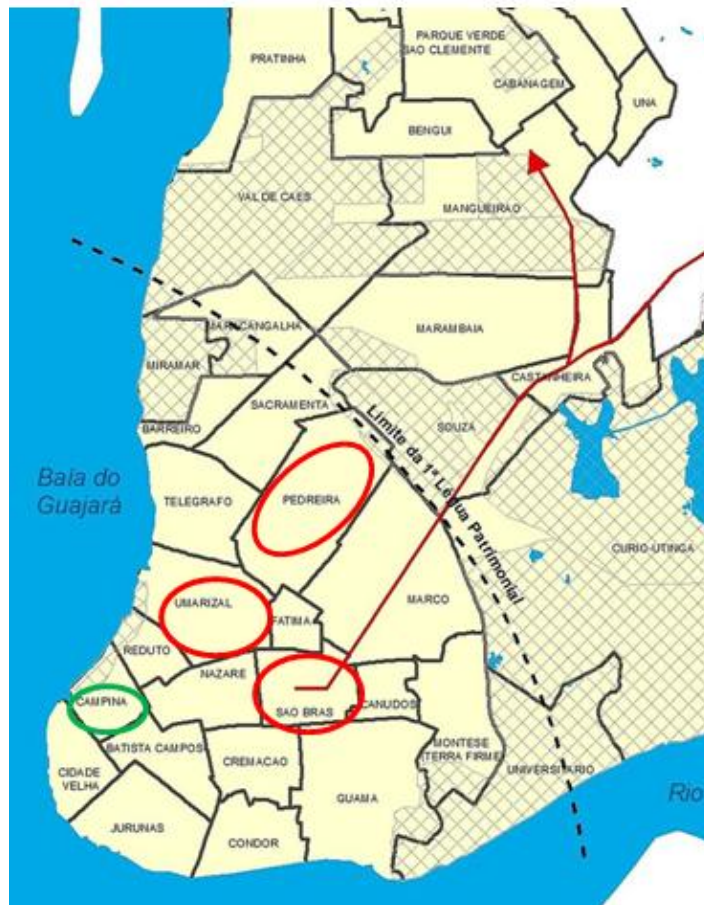 PARQUE VERDE
SAO CLEMENTE
PRATINHA
CABANAGEM
UNA
BENGUI
VAL DE CAES
MANGUEIRAO
MARACANGALHA
MARAMBAIA
MIRAMAR
CASTANHEIRA
SACRAMENTA
BARREIRO
SOUZA
Limite da 1ª Légua Patrimonial
Baía do
Guajará
TELEGRAFO
PEDREIRA
CURIO-UTINGA
UMARIZAL
MARCO
FATIMA
REDUTO
NAZARE
CAMPINA
SAO BRAS
CANUDOS
BATISTA CAMPOS
CREMACAO
MONTESE
(TERRA FIRME)
UNIVERSITARIO
CIDADE
VELHA
GUAMA
Rio
JURUNAS
CONDOR